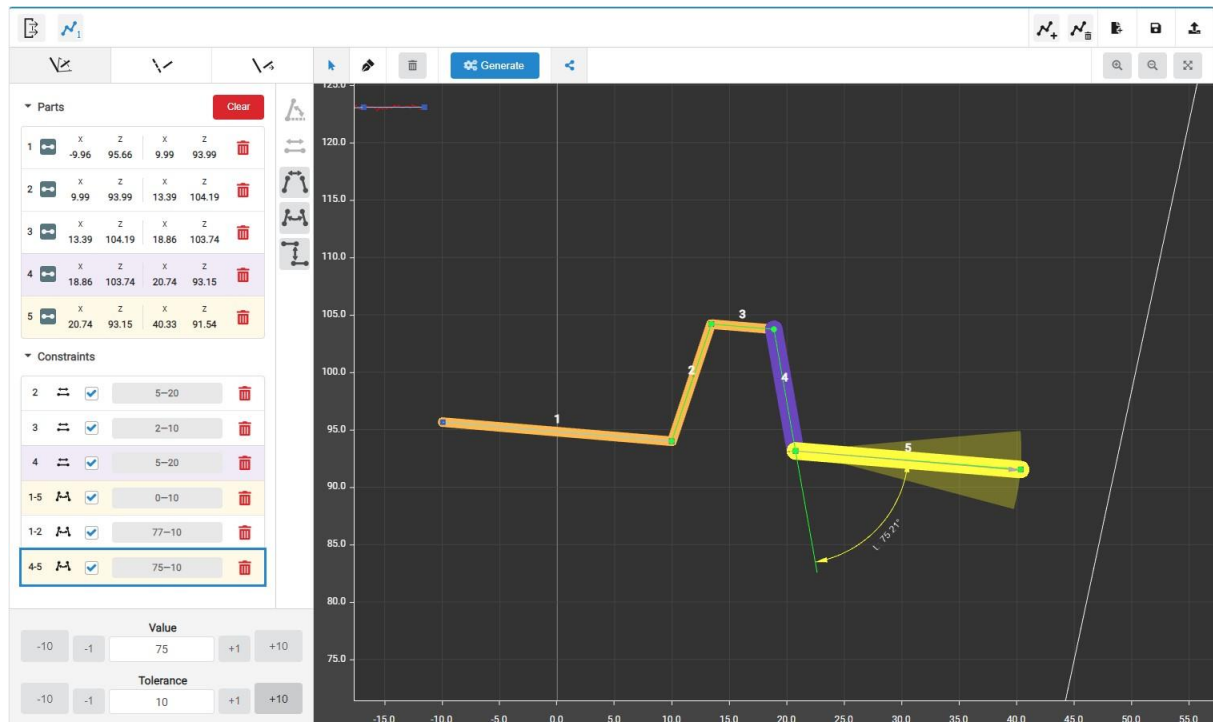 1
Generate
Parts
Clear
1 X -9.96 Z 95.66 X 9.99 Z 93.99
2 X 9.99 Z 93.99 X 13.39 Z 104.19
3 X 13.39 Z 104.19 X 18.86 Z 103.74
4 X 18.86 Z 103.74 X 20.74 Z 93.15
5 X 20.74 Z 93.15 X 40.33 Z 91.54
Constraints
2 5—20
3 2—10
4 5—20
1-5 0—10
1-2 77—10
4-5 75—10
Value
-10 -1 75 +1 +10
Tolerance
-10 -1 10 +1 +10
125.0
120.0
115.0
110.0
105.0
100.0
95.0
90.0
85.0
80.0
75.0
3
2
4
1
5
75.21°
-15.0 -10.0 -5.0 0.0 5.0 10.0 15.0 20.0 25.0 30.0 35.0 40.0 45.0 50.0 55.0